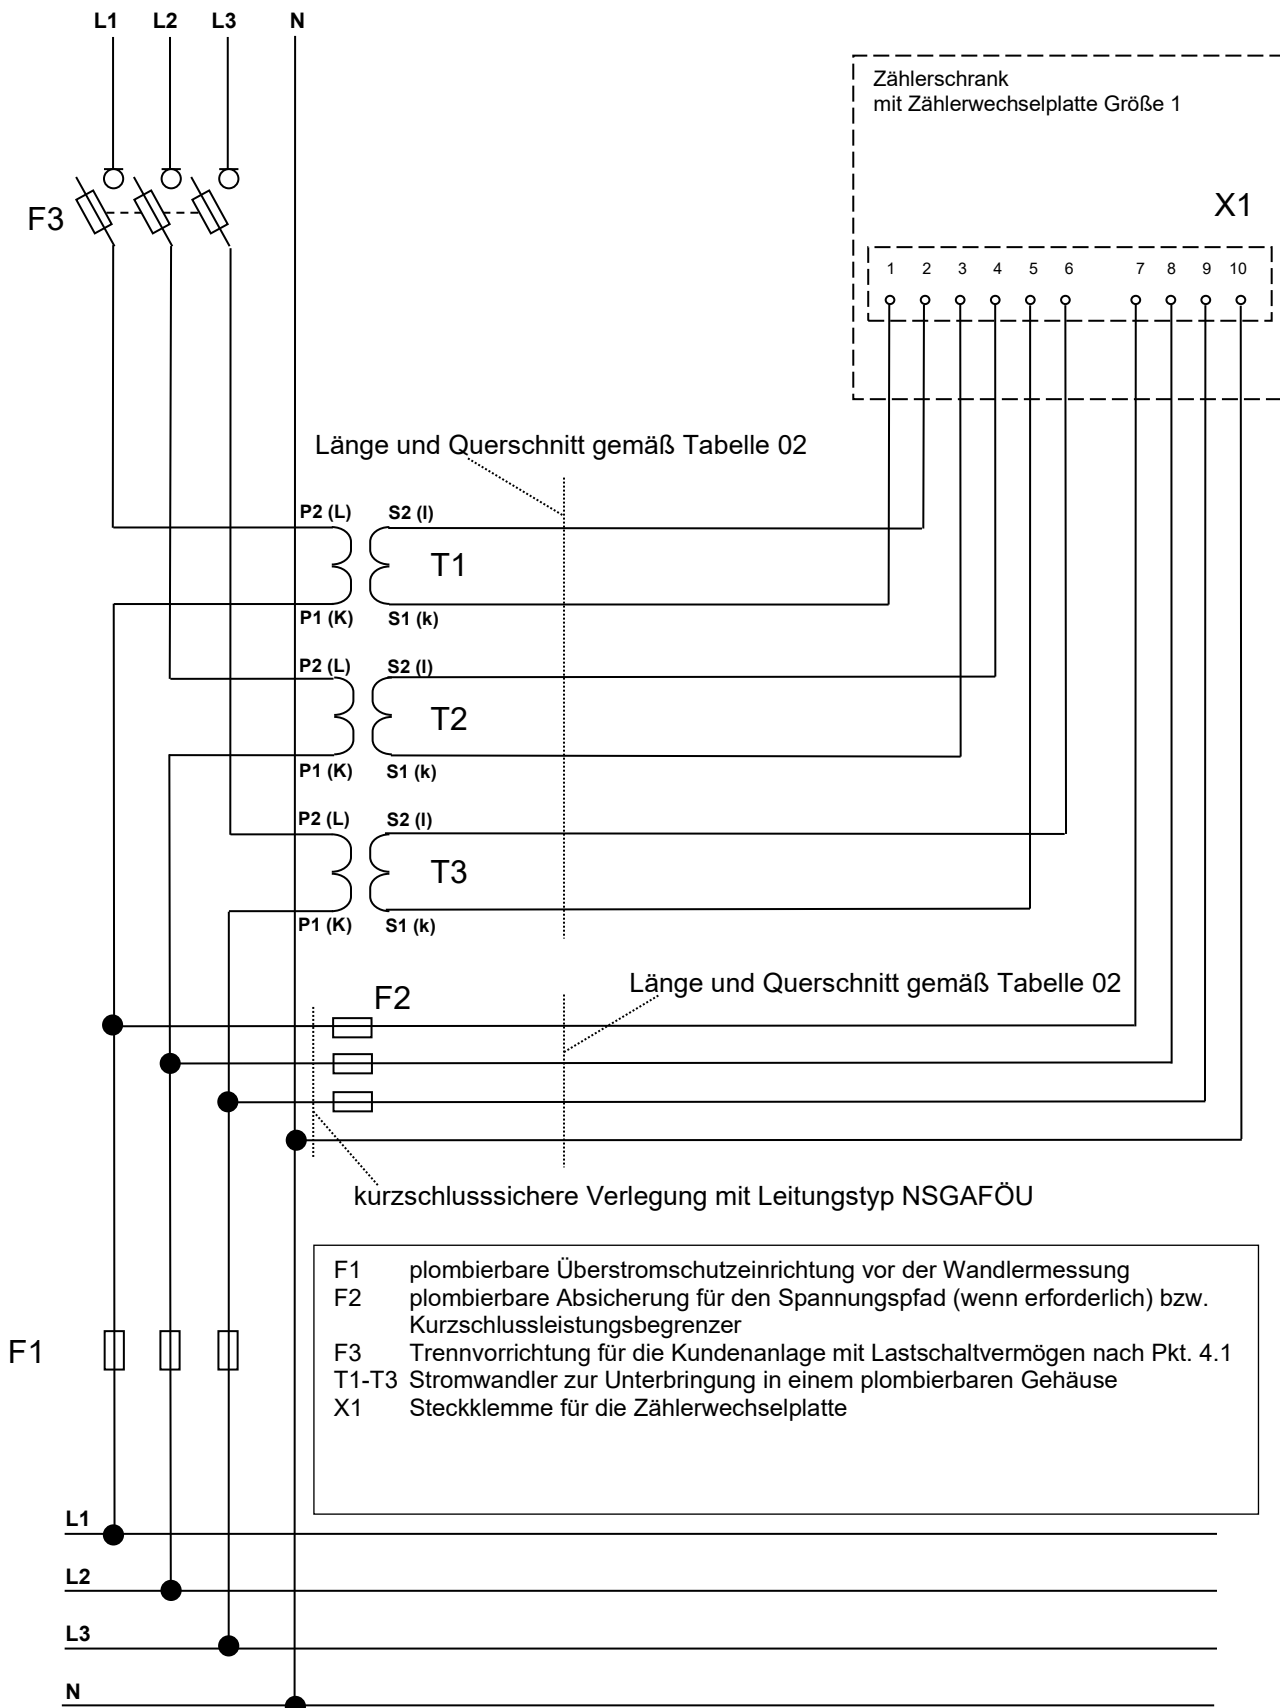 L1 L2 L3 N
Zählerschrank
mit Zählerwechselplatte Größe 1
F3
X1
1 2 3 4 5 6 7 8 9 10
Länge und Querschnitt gemäß Tabelle 02
P2 (L) S2 (l)
T1
P1 (K) S1 (k)
P2 (L) S2 (l)
T2
P1 (K) S1 (k)
P2 (L) S2 (l)
T3
P1 (K) S1 (k)
F2
Länge und Querschnitt gemäß Tabelle 02
kurzschlusssichere Verlegung mit Leitungstyp NSGAFÖU
F1 plombierbare Überstromschutzeinrichtung vor der Wandlermessung
F2 plombierbare Absicherung für den Spannungspfad (wenn erforderlich) bzw.
Kurzschlussleistungsbegrenzer
F3 Trennvorrichtung für die Kundenanlage mit Lastschaltvermögen nach Pkt. 4.1
T1-T3 Stromwandler zur Unterbringung in einem plombierbaren Gehäuse
X1 Steckklemme für die Zählerwechselplatte
F1
L1
L2
L3
N